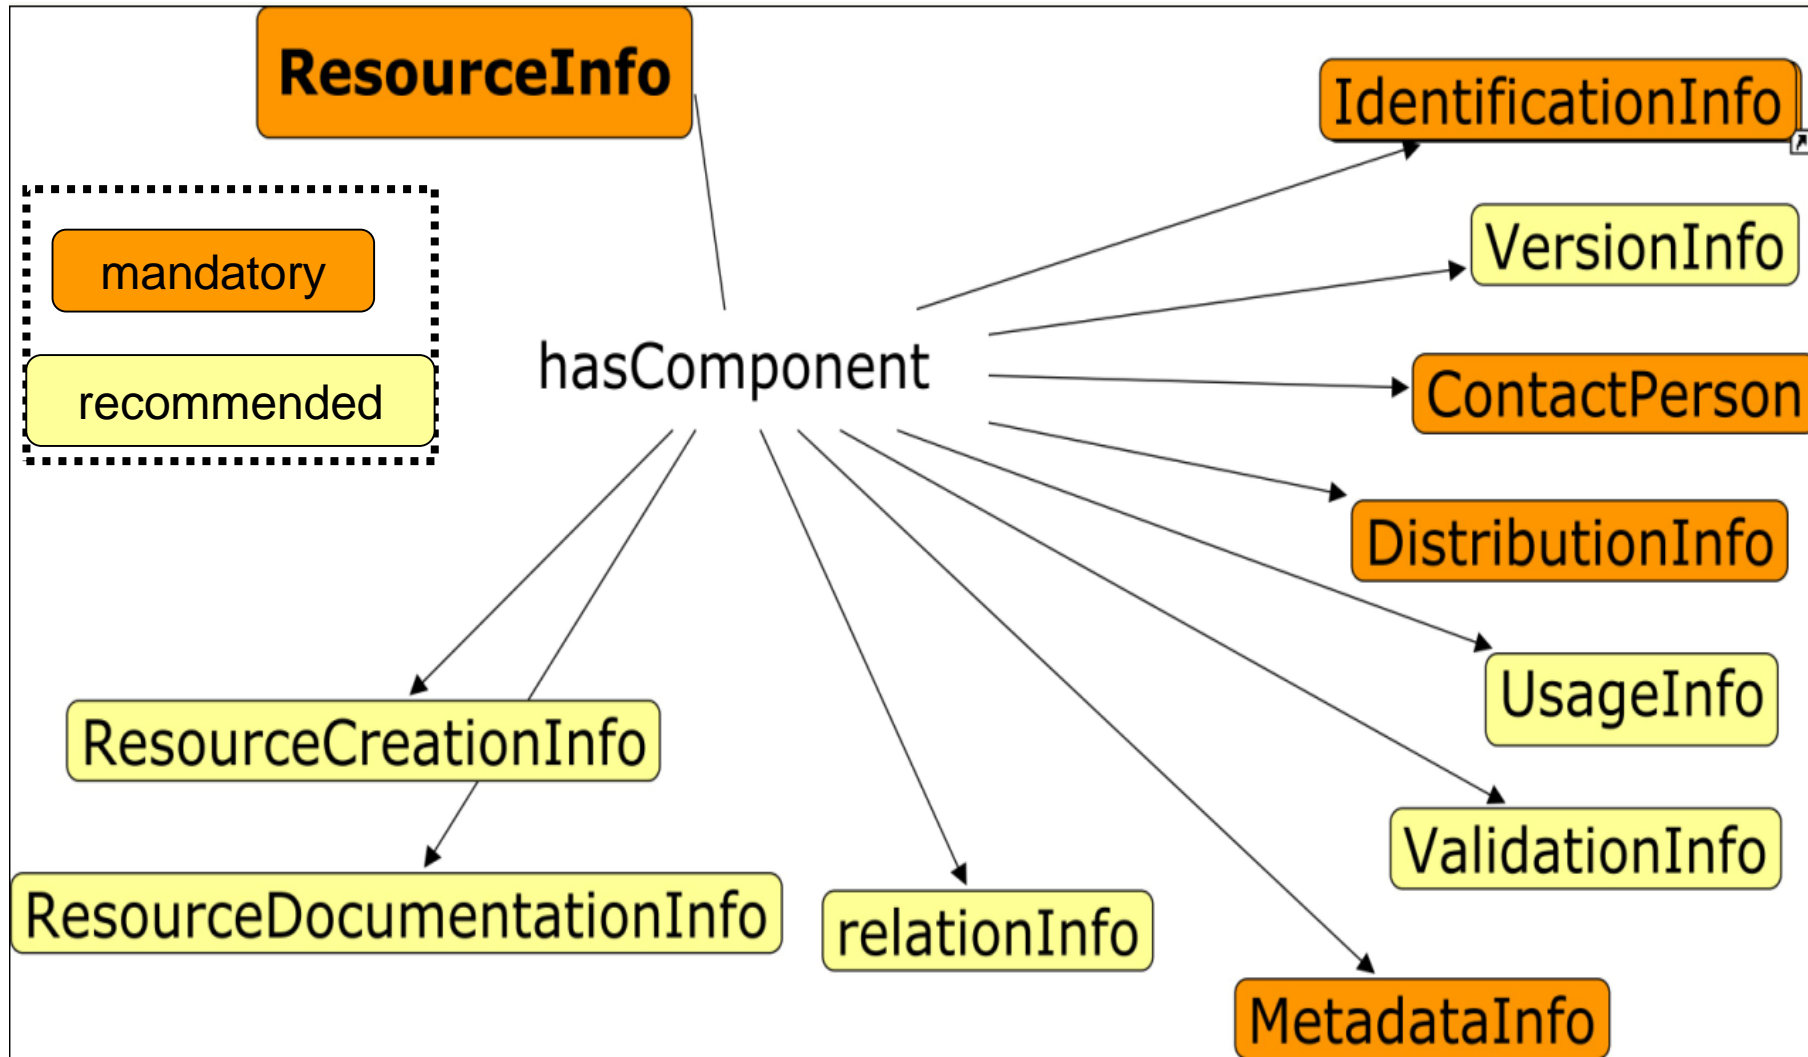 ResourceInfo
IdentificationInfo
mandatory
VersionInfo
hasComponent
recommended
ContactPerson
DistributionInfo
UsageInfo
ResourceCreationInfo
ValidationInfo
ResourceDocumentationInfo
relationInfo
MetadataInfo